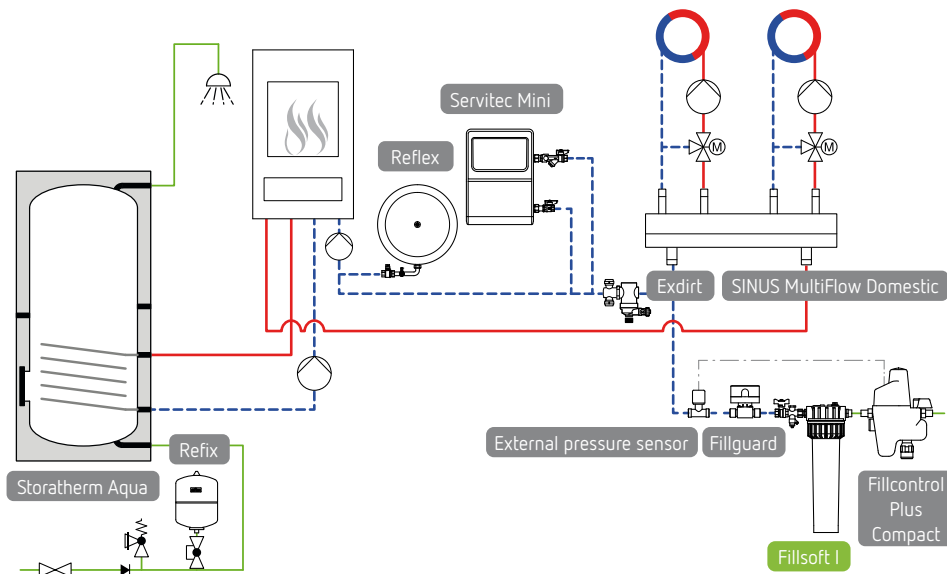 Servitec Mini
Reflex
M
M
Exdirt
SINUS MultiFlow Domestic
External pressure sensor
Fillguard
Refix
Storatherm Aqua
Fillcontrol
Plus
Compact
Fillsoft I